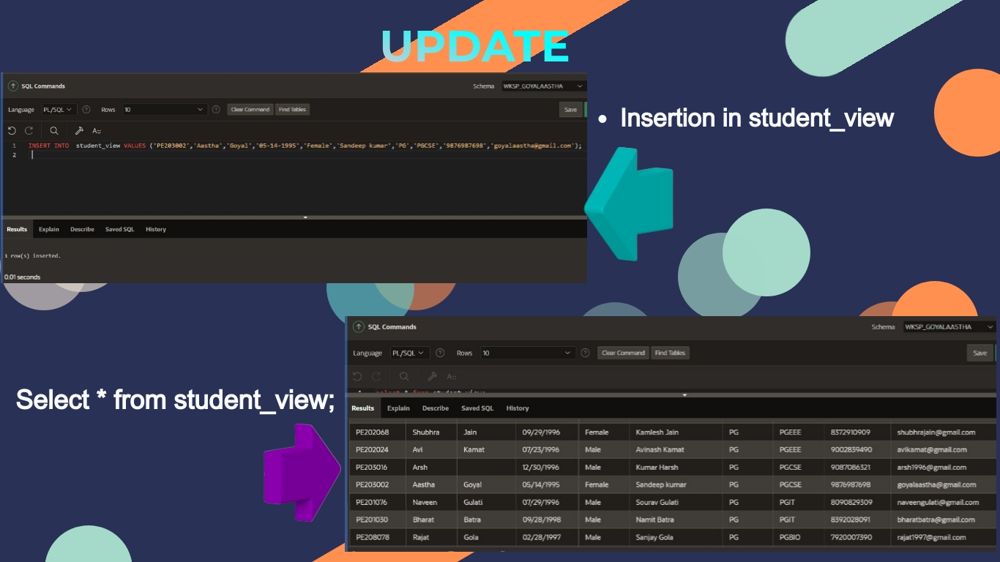 UPDATE
SQL Commands
Schema WKSP_GOYALAASTHA
Language PL/SQL ? Rows 10 ? Clear Command Find Tables Save
A::
1 INSERT INTO student_view VALUES ('PE203002','Aastha','Goyal','05-14-1995','Female','Sandeep kumar','PG','PGCSE','9876987698','goyalaastha@gmail.com');
2
Results Explain Describe Saved SQL History
1 row(s) inserted.
0.01 seconds
• Insertion in student_view
Select * from student_view;
SQL Commands
Schema WKSP_GOYALAASTHA
Language PL/SQL ? Rows 10 ? Clear Command Find Tables Save
A::
1 select * from student_view;
Results Explain Describe Saved SQL History
PE202068 Shubhra Jain 09/29/1996 Female Kamlesh Jain PG PGEEE 8372910909 shubhrajain@gmail.com
PE202024 Avi Kamat 07/23/1996 Male Avinash Kamat PG PGEEE 9002839490 avikamat@gmail.com
PE203016 Arsh 12/30/1996 Male Kumar Harsh PG PGCSE 9087086321 arsh1996@gmail.com
PE203002 Aastha Goyal 05/14/1995 Female Sandeep kumar PG PGCSE 9876987698 goyalaastha@gmail.com
PE201076 Naveen Gulati 07/29/1996 Male Sourav Gulati PG PGIT 8090829309 naveengulati@gmail.com
PE201030 Bharat Batra 09/28/1998 Male Namit Batra PG PGIT 8392028091 bharatbatra@gmail.com
PE208078 Rajat Gola 02/28/1997 Male Sanjay Gola PG PGBIO 7920007390 rajat1997@gmail.com